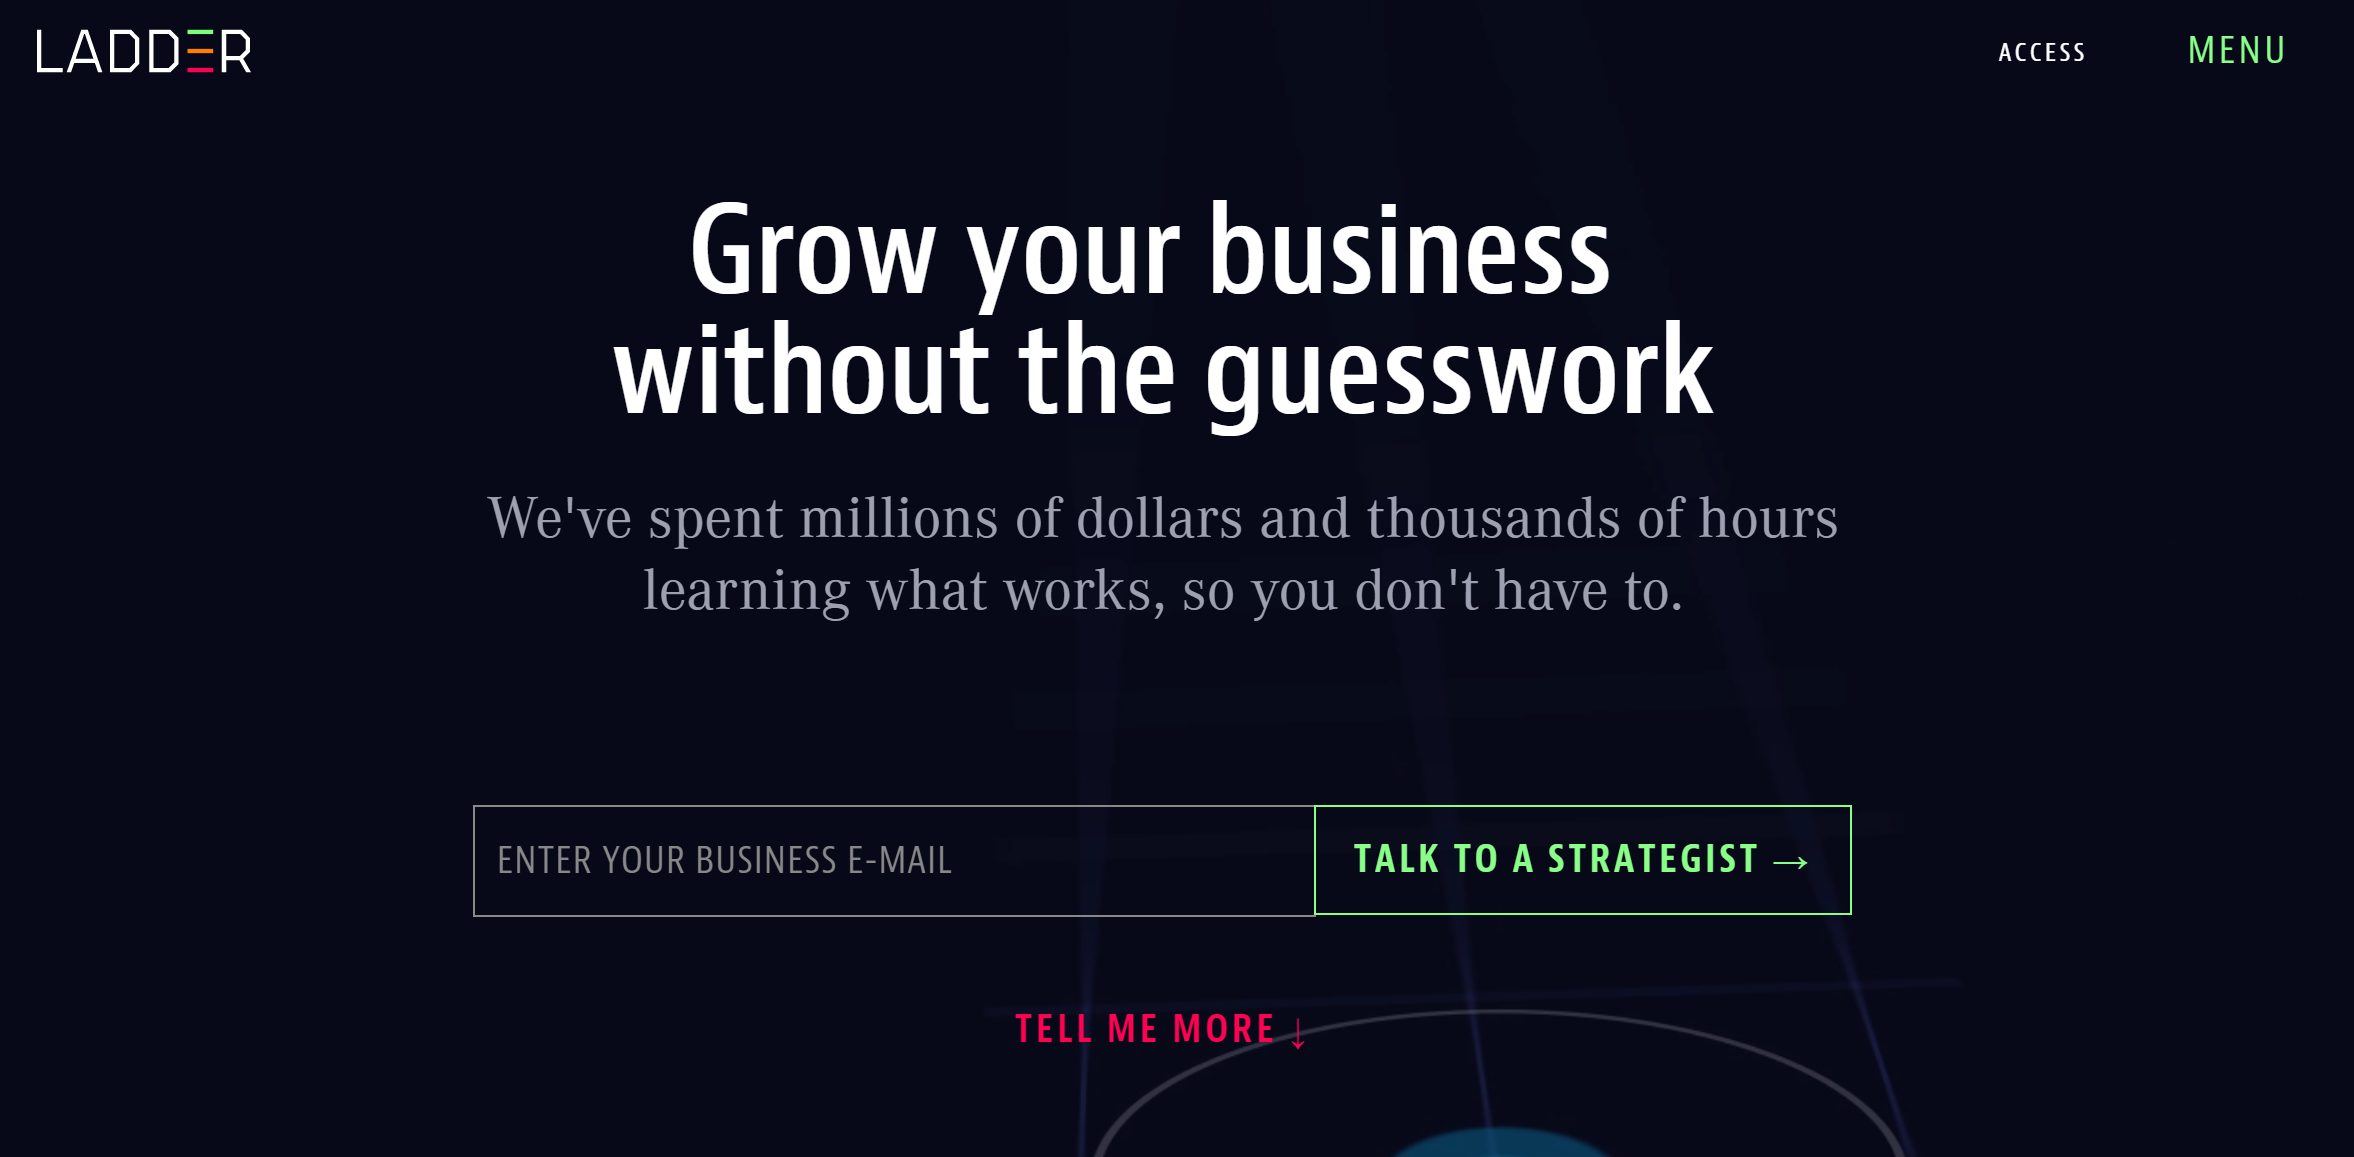 LADDER
ACCESS
MENU
Grow your business
without the guesswork
We've spent millions of dollars and thousands of hours
learning what works, so you don't have to.
ENTER YOUR BUSINESS E-MAIL
TALK TO A STRATEGIST →
TELL ME MORE ↓